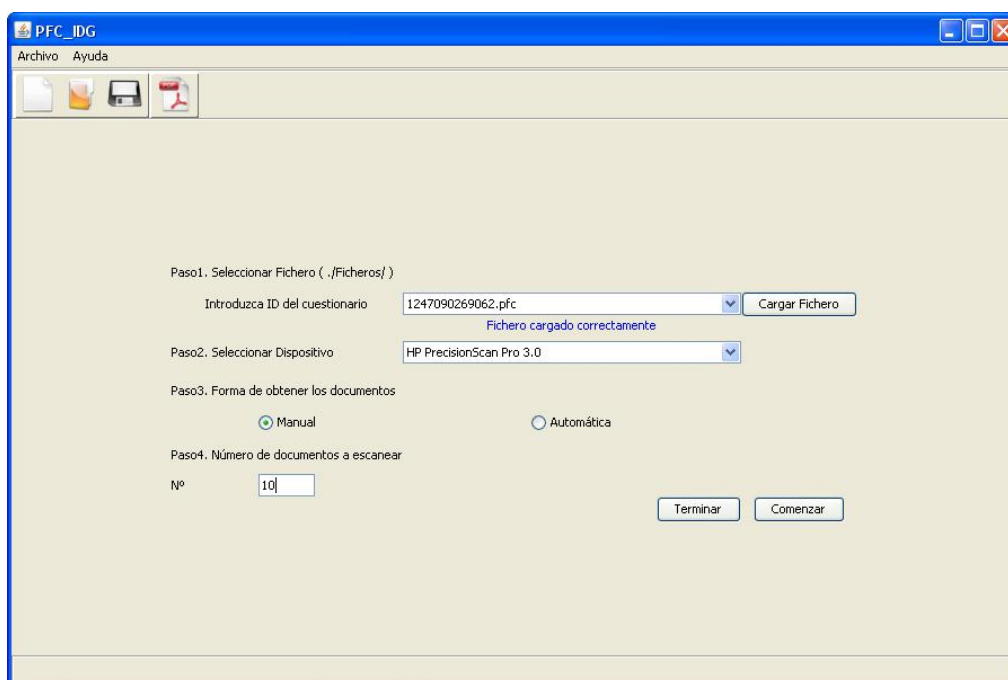 PFC_IDG
Archivo Ayuda
Paso1. Seleccionar Fichero ( ./Ficheros/ )
Introduzca ID del cuestionario 1247090269062.pfc Cargar Fichero
Fichero cargado correctamente
Paso2. Seleccionar Dispositivo HP PrecisionScan Pro 3.0
Paso3. Forma de obtener los documentos
Manual Automática
Paso4. Número de documentos a escanear
Nº 10
Terminar Comenzar